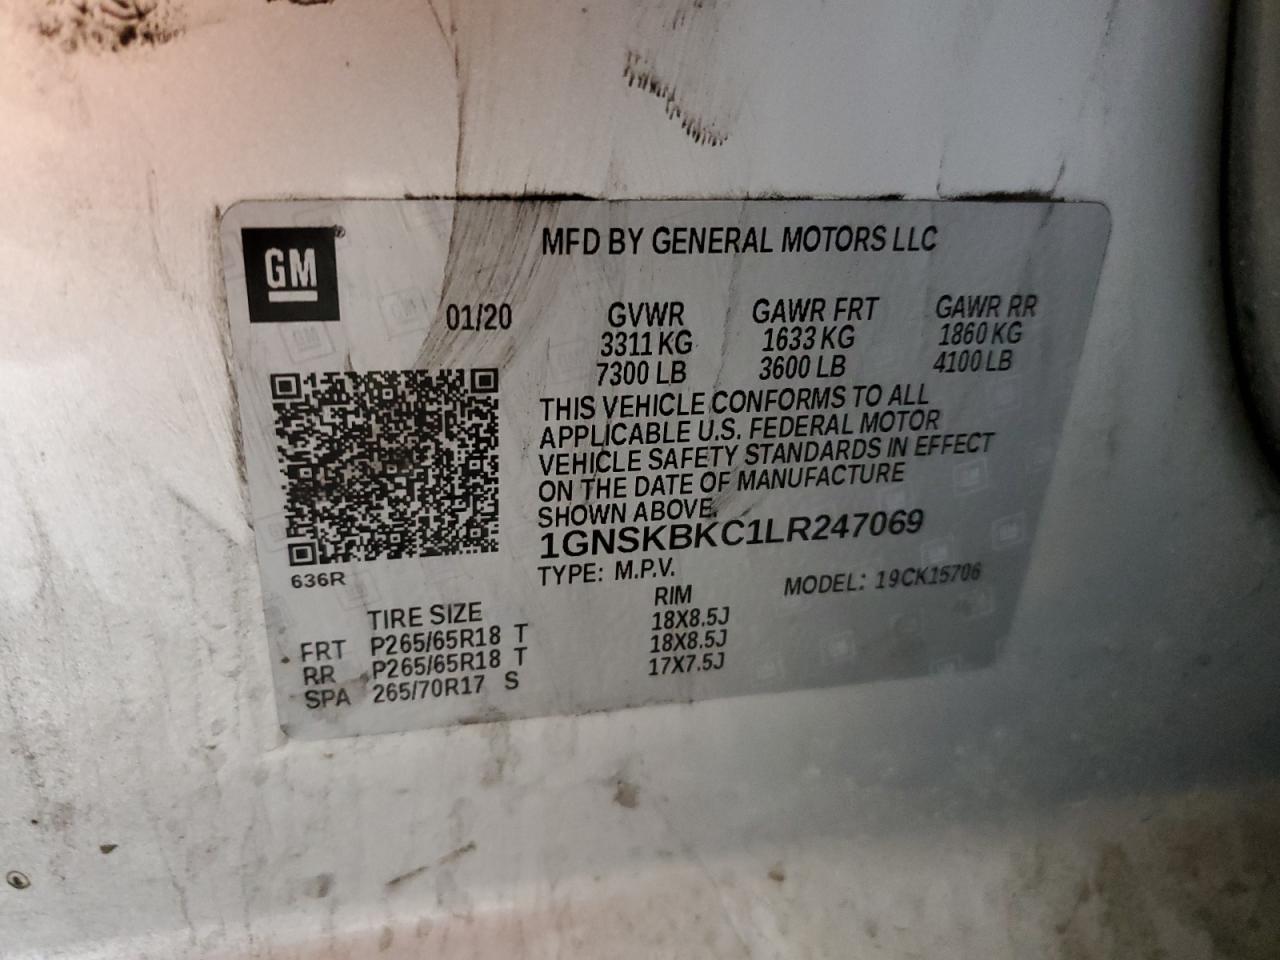 GM®
MFD BY GENERAL MOTORS LLC
01/20 GVWR GAWR FRT GAWR RR
3311 KG 1633 KG 1860 KG
7300 LB 3600 LB 4100 LB
THIS VEHICLE CONFORMS TO ALL
APPLICABLE U.S. FEDERAL MOTOR
VEHICLE SAFETY STANDARDS IN EFFECT
ON THE DATE OF MANUFACTURE
SHOWN ABOVE.
1GNSKBKC1LR247069
636R
TYPE: M.P.V. MODEL: 19CK15706
TIRE SIZE RIM
FRT P265/65R18 T 18X8.5J
RR P265/65R18 T 18X8.5J
SPA 265/70R17 S 17X7.5J